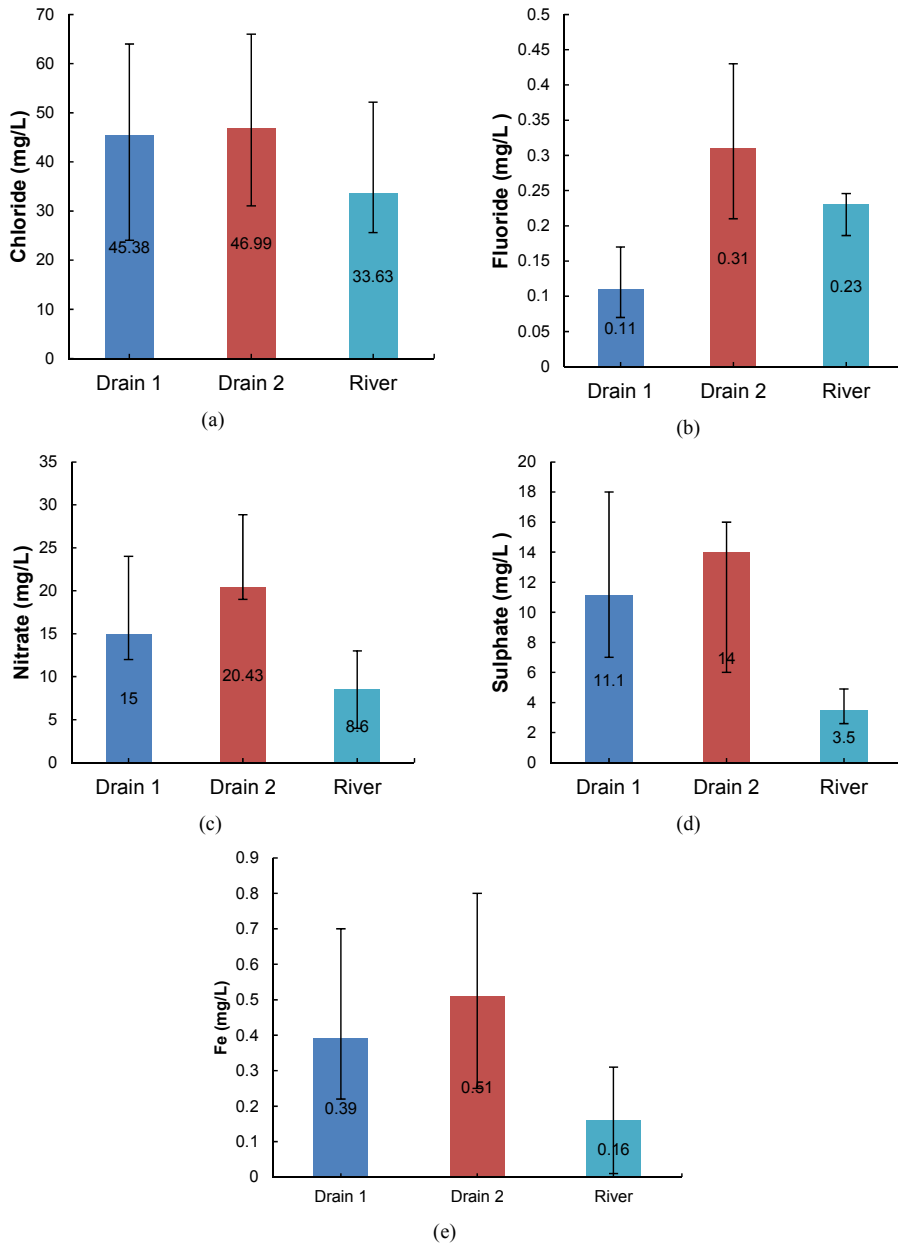 70
60
50
40
30
20
10
0
Chloride (mg/L)
45.38
46.99
33.63
Drain 1
Drain 2
River
(a)
0.5
0.45
0.4
0.35
0.3
0.25
0.2
0.15
0.1
0.05
0
Fluoride (mg/L)
0.11
0.31
0.23
Drain 1
Drain 2
River
(b)
35
30
25
20
15
10
5
0
Nitrate (mg/L)
15
20.43
8.6
Drain 1
Drain 2
River
(c)
20
18
16
14
12
10
8
6
4
2
0
Sulphate (mg/L )
11.1
14
3.5
Drain 1
Drain 2
River
(d)
0.9
0.8
0.7
0.6
0.5
0.4
0.3
0.2
0.1
0
Fe (mg/L)
0.39
0.51
0.16
Drain 1
Drain 2
River
(e)